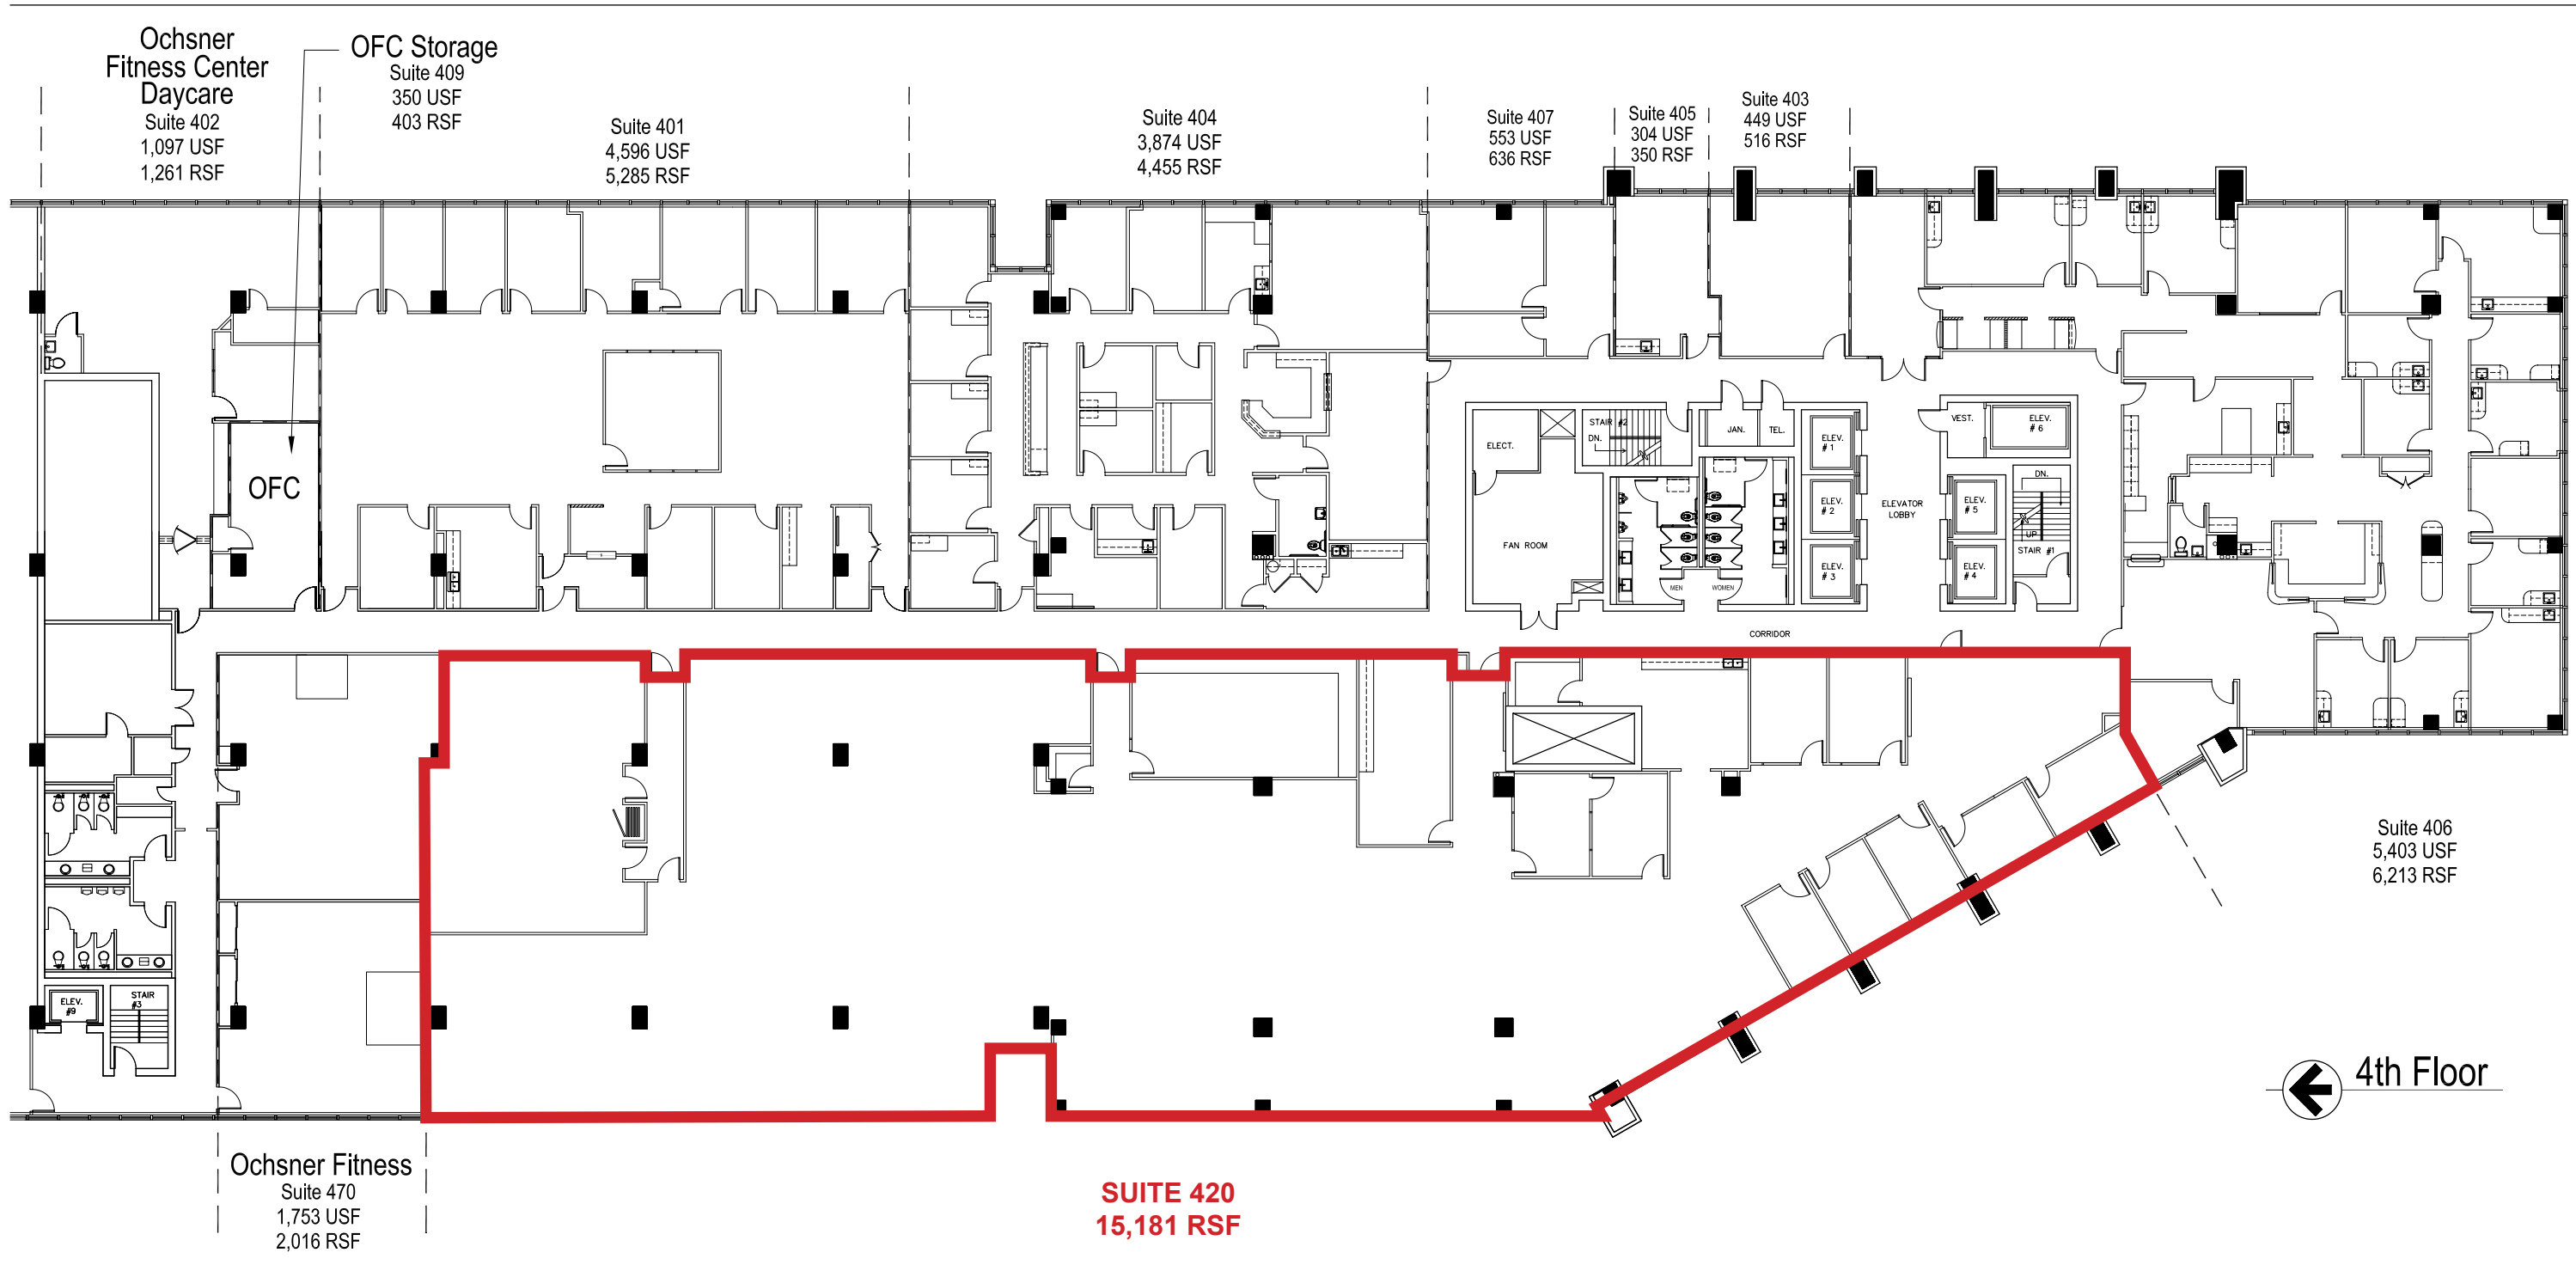 Ochsner
Fitness Center
Daycare
Suite 402
1,097 USF
1,261 RSF
OFC Storage
Suite 409
350 USF
403 RSF
Suite 401
4,596 USF
5,285 RSF
Suite 404
3,874 USF
4,455 RSF
Suite 407
553 USF
636 RSF
Suite 405
304 USF
350 RSF
Suite 403
449 USF
516 RSF
OFC
ELECT.
STAIR #2
DN.
JAN.
TEL.
ELEV.
# 1
ELEV.
# 2
ELEV.
# 3
FAN ROOM
MEN
WOMEN
ELEVATOR
LOBBY
VEST.
ELEV.
# 6
ELEV.
# 5
ELEV.
# 4
DN.
UP
STAIR #1
CORRIDOR
ELEV.
#9
STAIR
#3
Suite 406
5,403 USF
6,213 RSF
4th Floor
Ochsner Fitness
Suite 470
1,753 USF
2,016 RSF
SUITE 420
15,181 RSF